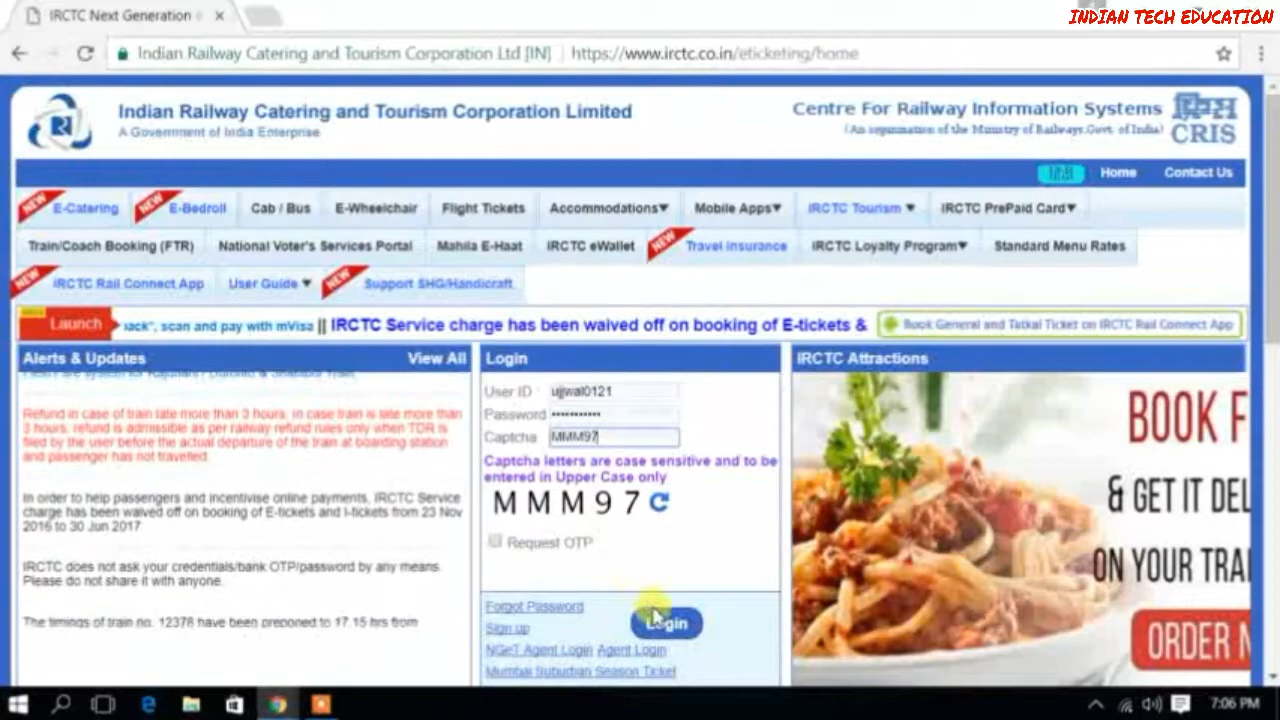 INDIAN TECH EDUCATION
IRCTC Next Generation
Indian Railway Catering and Tourism Corporation Ltd [IN] | https://www.irctc.co.in/eticketing/home
Indian Railway Catering and Tourism Corporation Limited
A Government of India Enterprise
Centre For Railway Information Systems
(An organisation of the Ministry of Railways,Govt. of India)
CRIS
Home Contact Us
NEW E-Catering NEW E-Bedroll Cab / Bus E-Wheelchair Flight Tickets Accommodations▼ Mobile Apps▼ IRCTC Tourism ▼ IRCTC PrePaid Card▼
Train/Coach Booking (FTR) National Voter's Services Portal Mahila E-Haat IRCTC eWallet NEW Travel Insurance IRCTC Loyalty Program▼ Standard Menu Rates
NEW IRCTC Rail Connect App User Guide ▼ NEW Support SHG/Handicraft
Launch back", scan and pay with mVisa || IRCTC Service charge has been waived off on booking of E-tickets & Book General and Tatkal Ticket on IRCTC Rail Connect App
Alerts & Updates View All
Refund in case of train late more than 3 hours. In case train is late more than
3 hours, refund is admissible as per railway refund rules only when TDR is
filed by the user before the actual departure of the train at boarding station
and passenger has not travelled.
In order to help passengers and incentivise online payments, IRCTC Service
charge has been waived off on booking of E-tickets and I-tickets from 23 Nov
2016 to 30 Jun 2017
IRCTC does not ask your credentials/bank OTP/password by any means.
Please do not share it with anyone.
The timings of train no. 12378 have been preponed to 17.15 hrs from
Login
User ID : ujjwal0121
Password •••••••••••
Captcha MMM97
Captcha letters are case sensitive and to be
entered in Upper Case only
MMM97
Request OTP
Forgot Password
Login
Sign up
NGeT Agent Login Agent Login
Mumbai Suburban Season Ticket
IRCTC Attractions
BOOK F
& GET IT DEL
ON YOUR TRA
ORDER N
7:06 PM